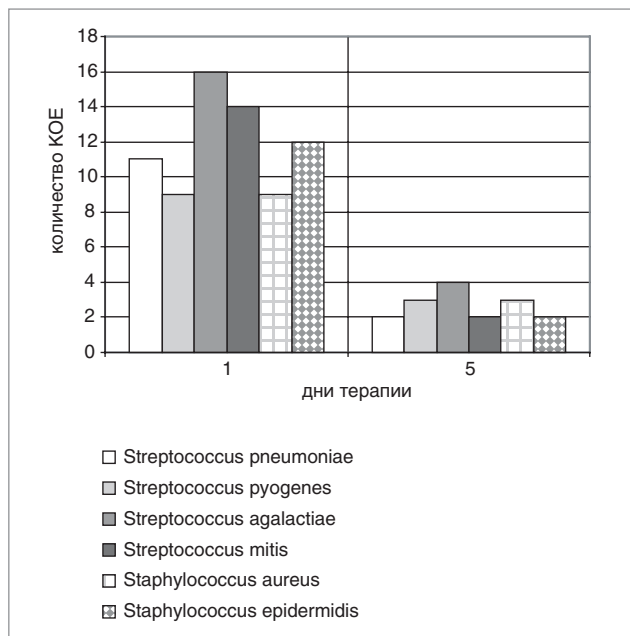 количество КОЕ
18
16
14
12
10
8
6
4
2
0
1
5
дни терапии
Streptococcus pneumoniae
Streptococcus pyogenes
Streptococcus agalactiae
Streptococcus mitis
Staphylococcus aureus
Staphylococcus epidermidis